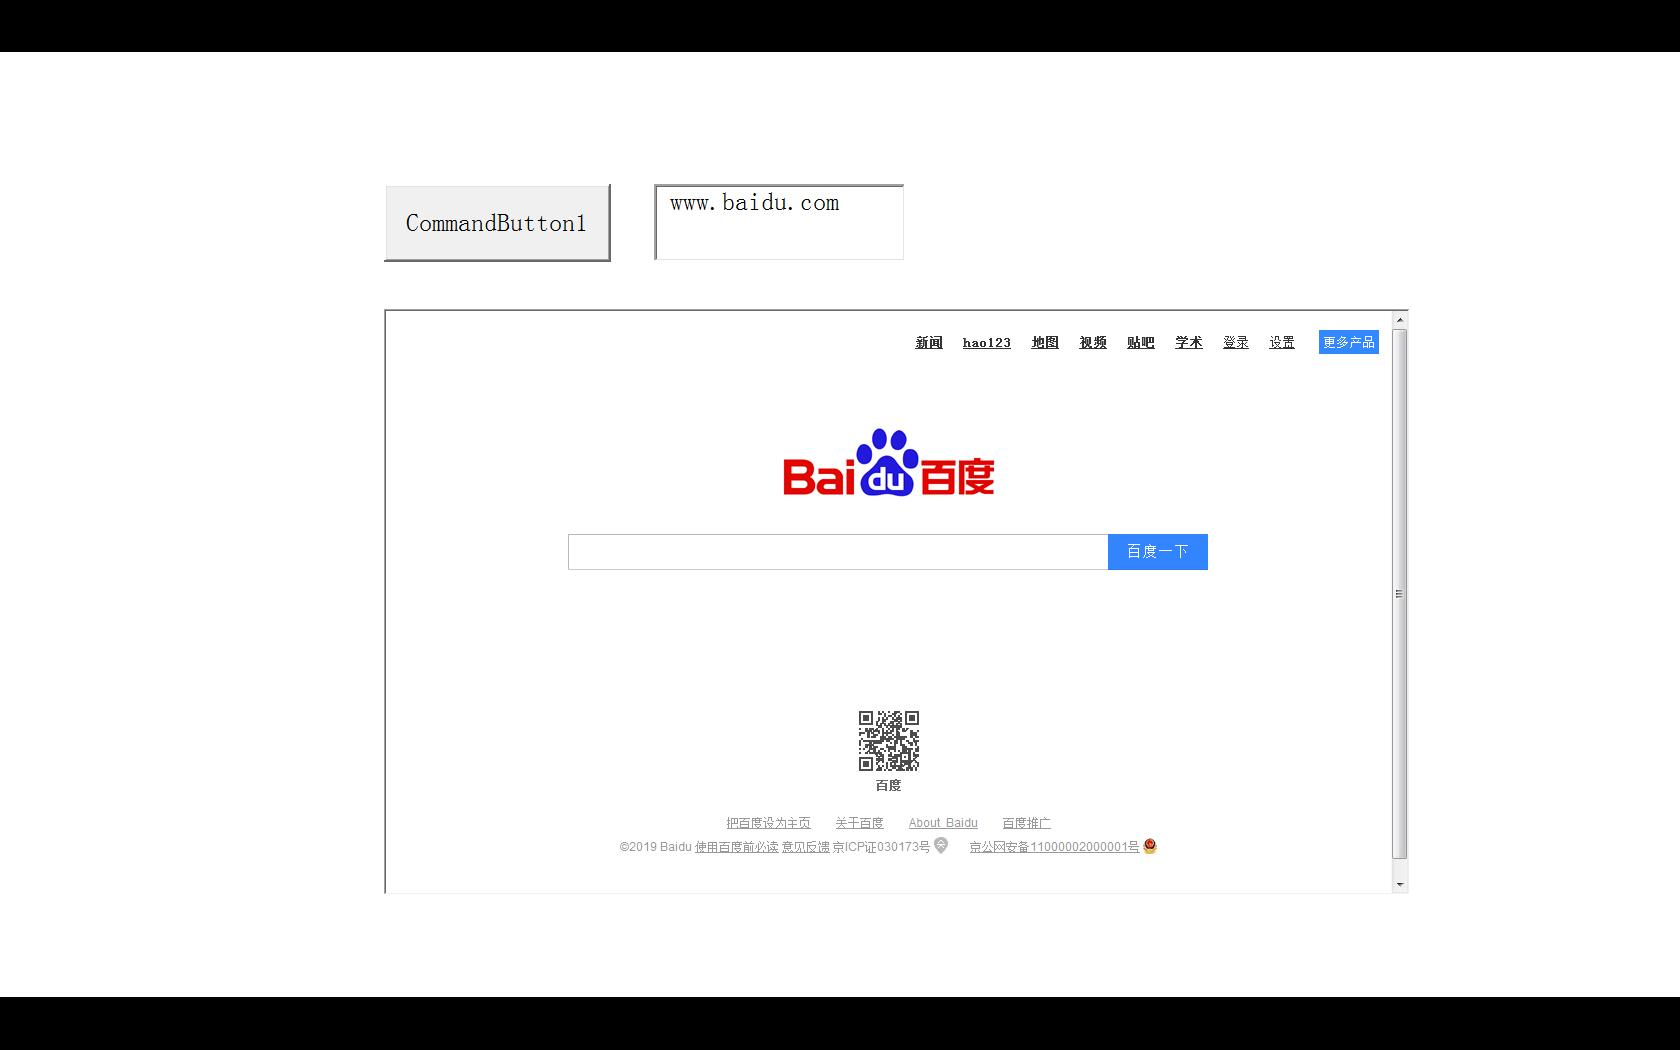 CommandButton1
www.baidu.com
新闻 hao123 地图 视频 贴吧 学术 登录 设置 更多产品
Bai du 百度
百度一下
百度
把百度设为主页 关于百度 About Baidu 百度推广
©2019 Baidu 使用百度前必读 意见反馈 京ICP证030173号 京公网安备11000002000001号